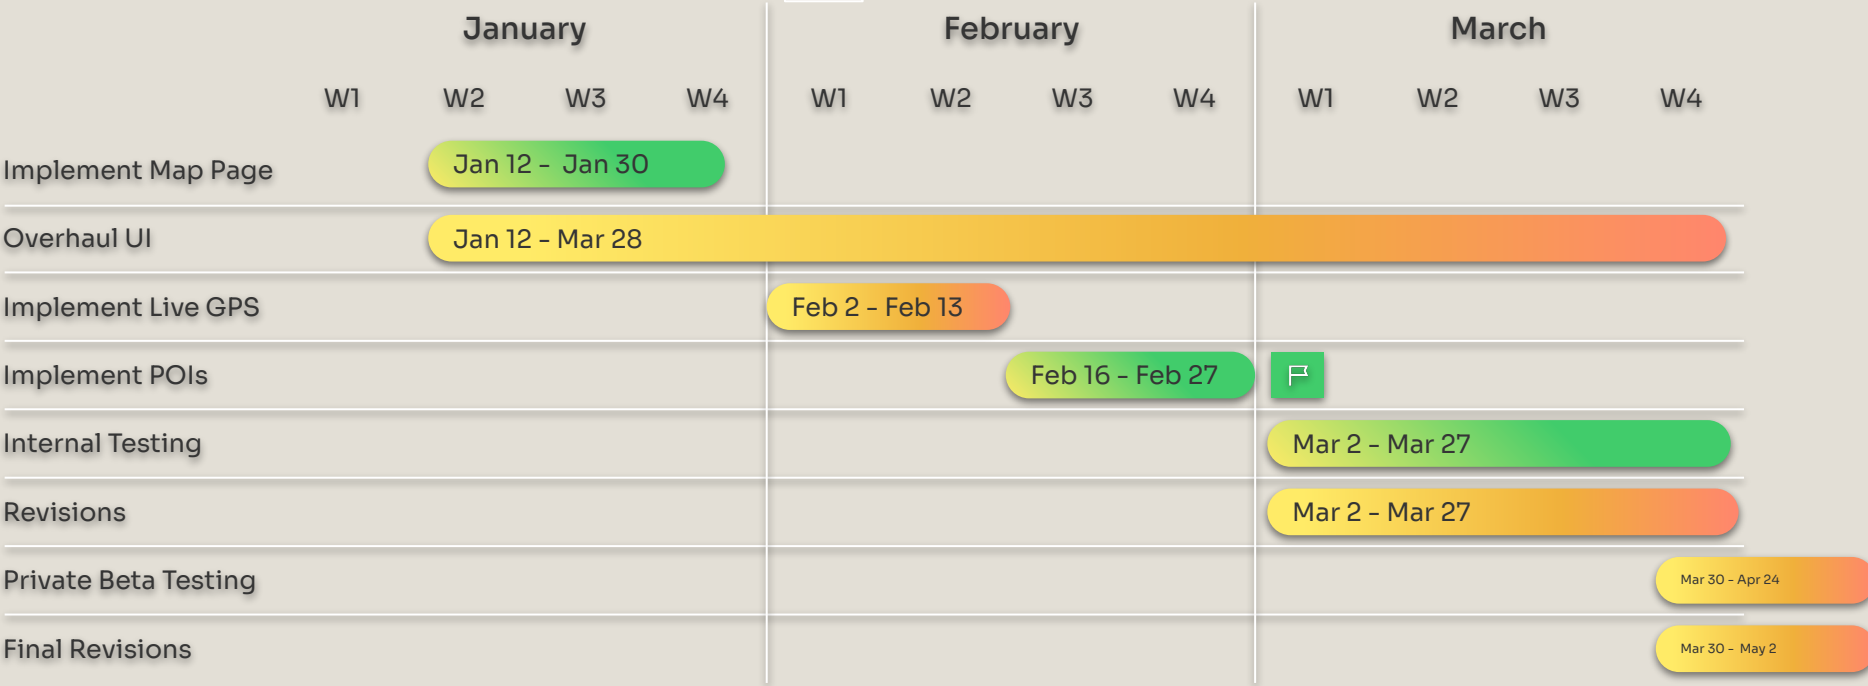 January February March
W1 W2 W3 W4 W1 W2 W3 W4 W1 W2 W3 W4
Implement Map Page Jan 12 - Jan 30
Overhaul UI Jan 12 - Mar 28
Implement Live GPS Feb 2 - Feb 13
Implement POIs Feb 16 - Feb 27
Internal Testing Mar 2 - Mar 27
Revisions Mar 2 - Mar 27
Private Beta Testing Mar 30 - Apr 24
Final Revisions Mar 30 - May 2